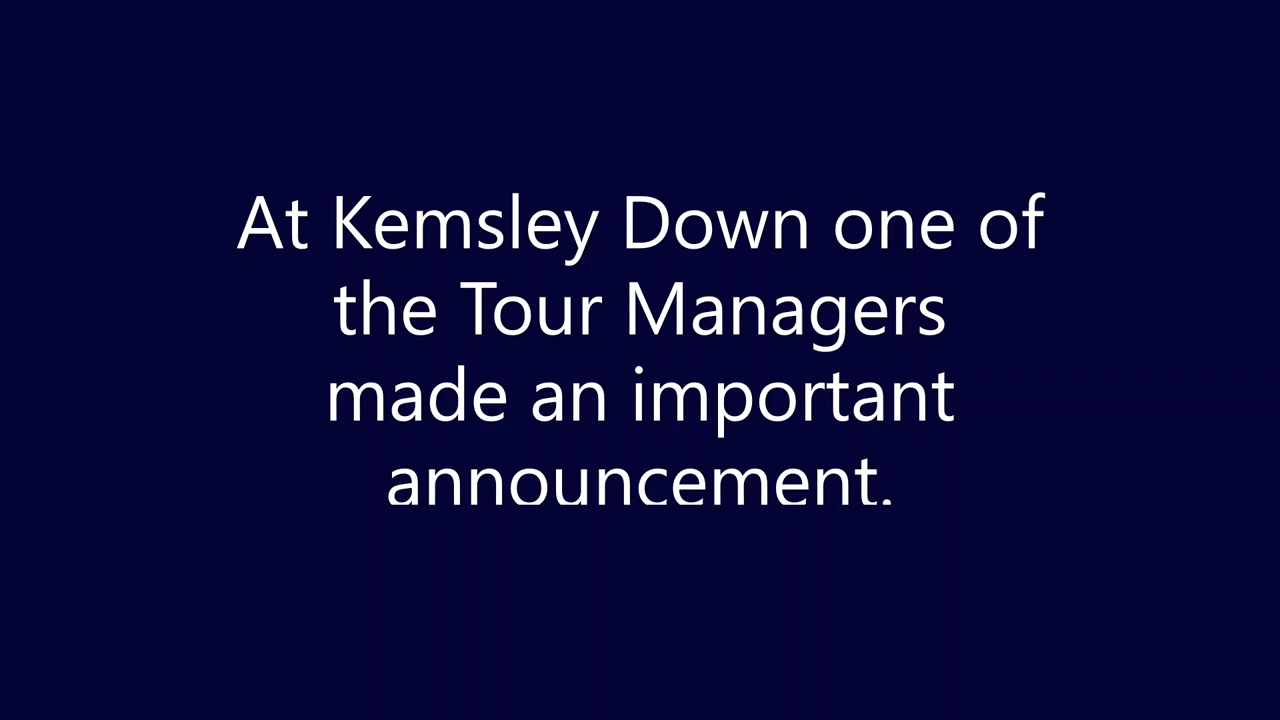 At Kemsley Down one of
the Tour Managers
made an important
announcement.